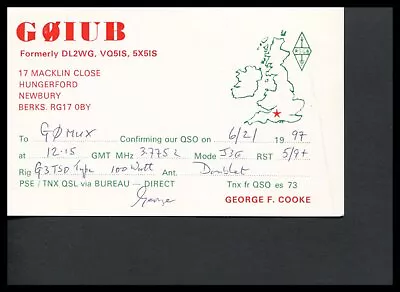 GØIUB
Formerly DL2WG, VQ5IS, 5X5IS
17 MACKLIN CLOSE
HUNGERFORD
NEWBURY
BERKS. RG17 0BY
RSGB
To GØMUX Confirming our QSO on 6/2/ 1997
at 12.15 GMT MHz 3.775 Mode J3E RST 5/9+
Rig G3TSO Type 100 Watt Ant. Doublet
PSE / TNX QSL via BUREAU — DIRECT Tnx fr QSO es 73
George
GEORGE F. COOKE